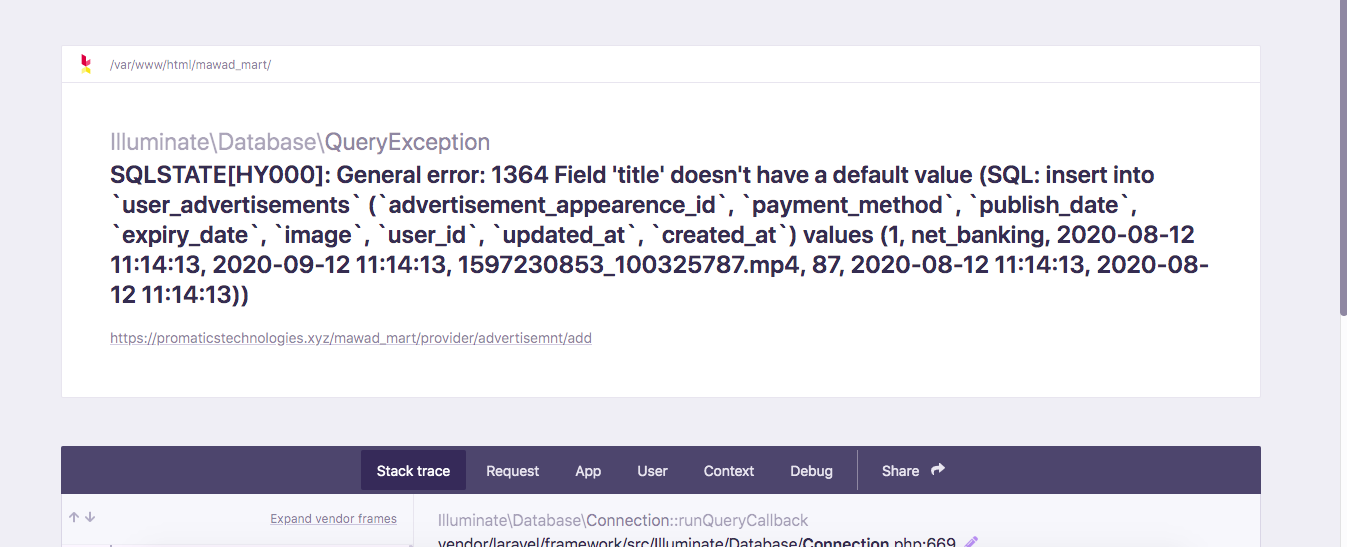 /var/www/html/mawad_mart/
Illuminate\Database\QueryException
SQLSTATE[HY000]: General error: 1364 Field 'title' doesn't have a default value (SQL: insert into
`user_advertisements` (`advertisement_appearence_id`, `payment_method`, `publish_date`,
`expiry_date`, `image`, `user_id`, `updated_at`, `created_at`) values (1, net_banking, 2020-08-12
11:14:13, 2020-09-12 11:14:13, 1597230853_100325787.mp4, 87, 2020-08-12 11:14:13, 2020-08-
12 11:14:13))
https://promaticstechnologies.xyz/mawad_mart/provider/advertisemnt/add
Stack trace Request App User Context Debug Share
Expand vendor frames
Illuminate\Database\Connection::runQueryCallback
vendor/laravel/framework/src/Illuminate/Database/Connection.php:669